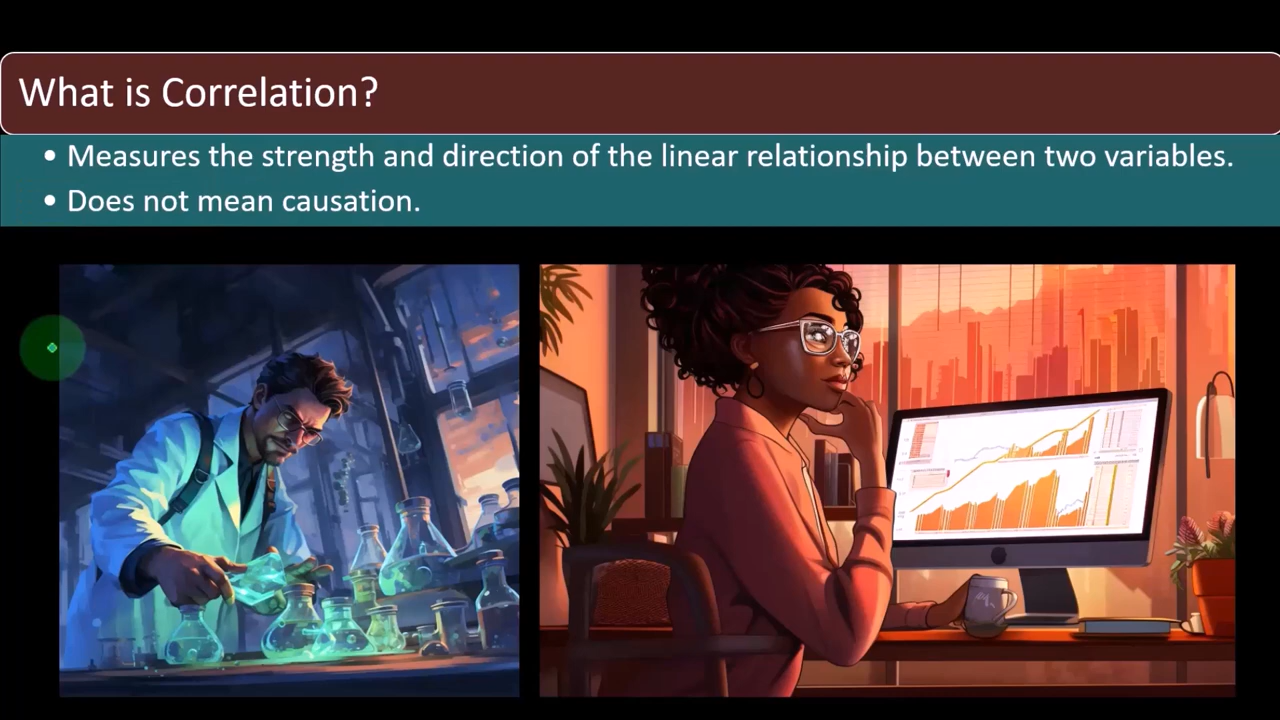 What is Correlation?
• Measures the strength and direction of the linear relationship between two variables.
• Does not mean causation.